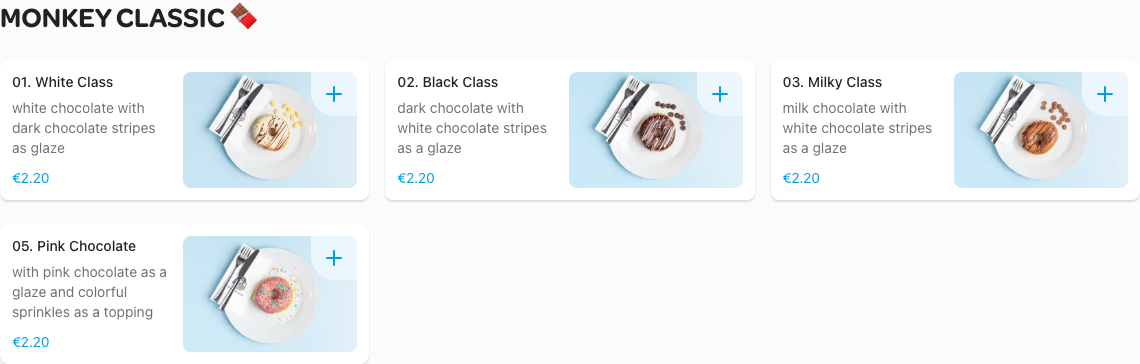 MONKEY CLASSIC 🍫
01. White Class
white chocolate with
dark chocolate stripes
as glaze
€2.20
02. Black Class
dark chocolate with
white chocolate stripes
as a glaze
€2.20
03. Milky Class
milk chocolate with
white chocolate stripes
as a glaze
€2.20
05. Pink Chocolate
with pink chocolate as a
glaze and colorful
sprinkles as a topping
€2.20